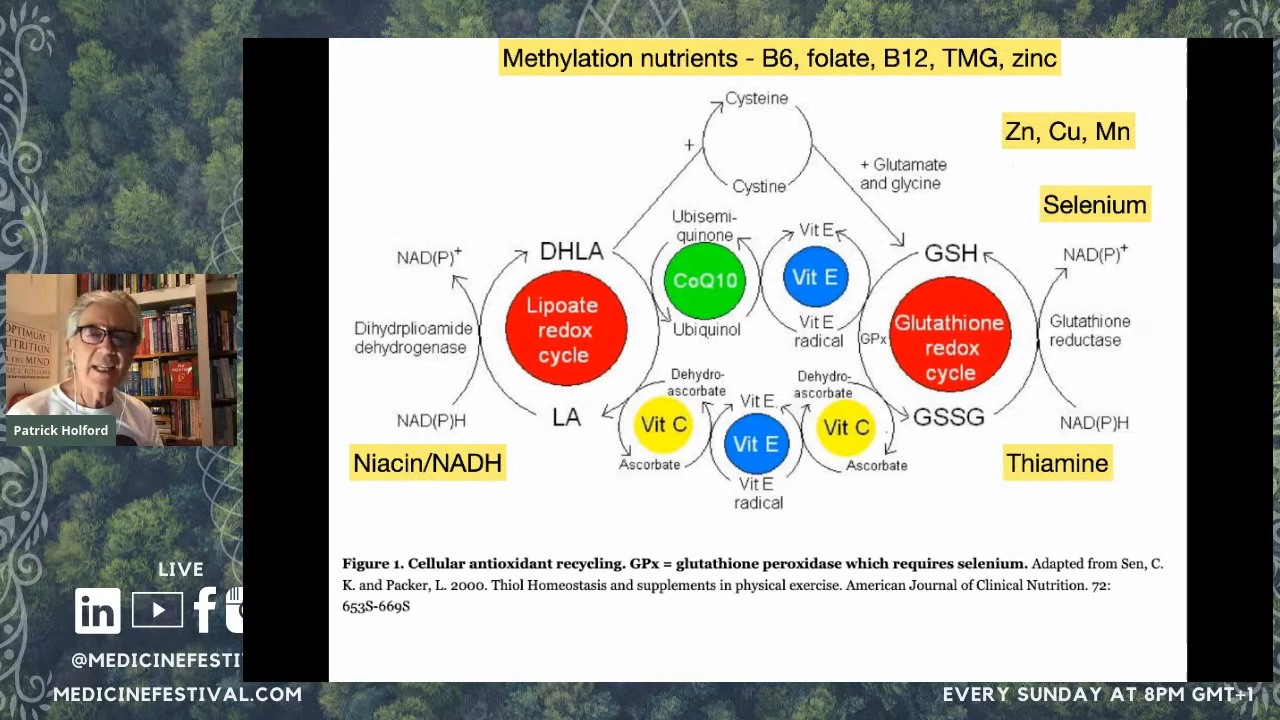 Methylation nutrients - B6, folate, B12, TMG, zinc
Cysteine
Zn, Cu, Mn
+
+ Glutamate
and glycine
Cystine
Selenium
Ubisemi-
quinone
Vit E
NAD(P)+
DHLA
GSH
NAD(P)+
CoQ10
Vit E
Lipoate
redox
cycle
Glutathione
redox
cycle
Dihydrplioamide
dehydrogenase
Ubiquinol
Vit E
radical
GPx
Glutathione
reductase
Dehydro-
ascorbate
Dehydro-
ascorbate
NAD(P)H
LA
Vit C
Vit E
Vit E
Vit C
GSSG
NAD(P)H
Ascorbate
Ascorbate
Vit E
radical
Niacin/NADH
Thiamine
Figure 1. Cellular antioxidant recycling. GPx = glutathione peroxidase which requires selenium. Adapted from Sen, C.
K. and Packer, L. 2000. Thiol Homeostasis and supplements in physical exercise. American Journal of Clinical Nutrition. 72:
653S-669S
OPTIMUM
NUTRITION
THE MIND
Patrick Holford
LIVE
in
f
@MEDICINEFESTI
MEDICINEFESTIVAL.COM
EVERY SUNDAY AT 8PM GMT+1